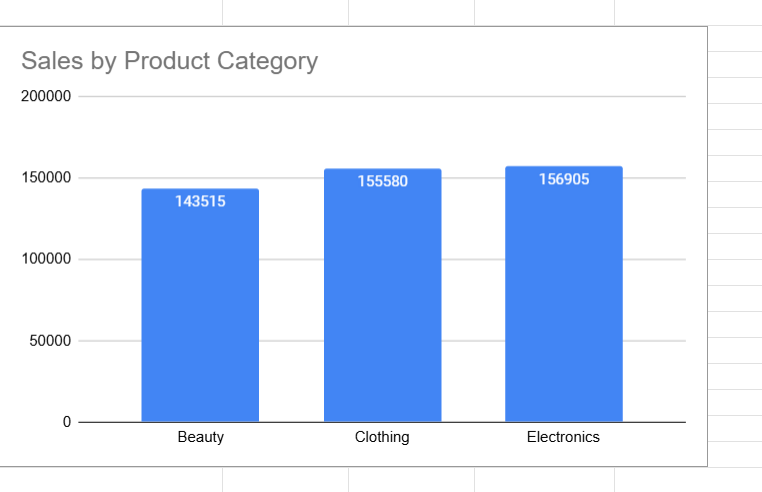 Sales by Product Category
200000
150000
100000
50000
0
143515
155580
156905
Beauty
Clothing
Electronics